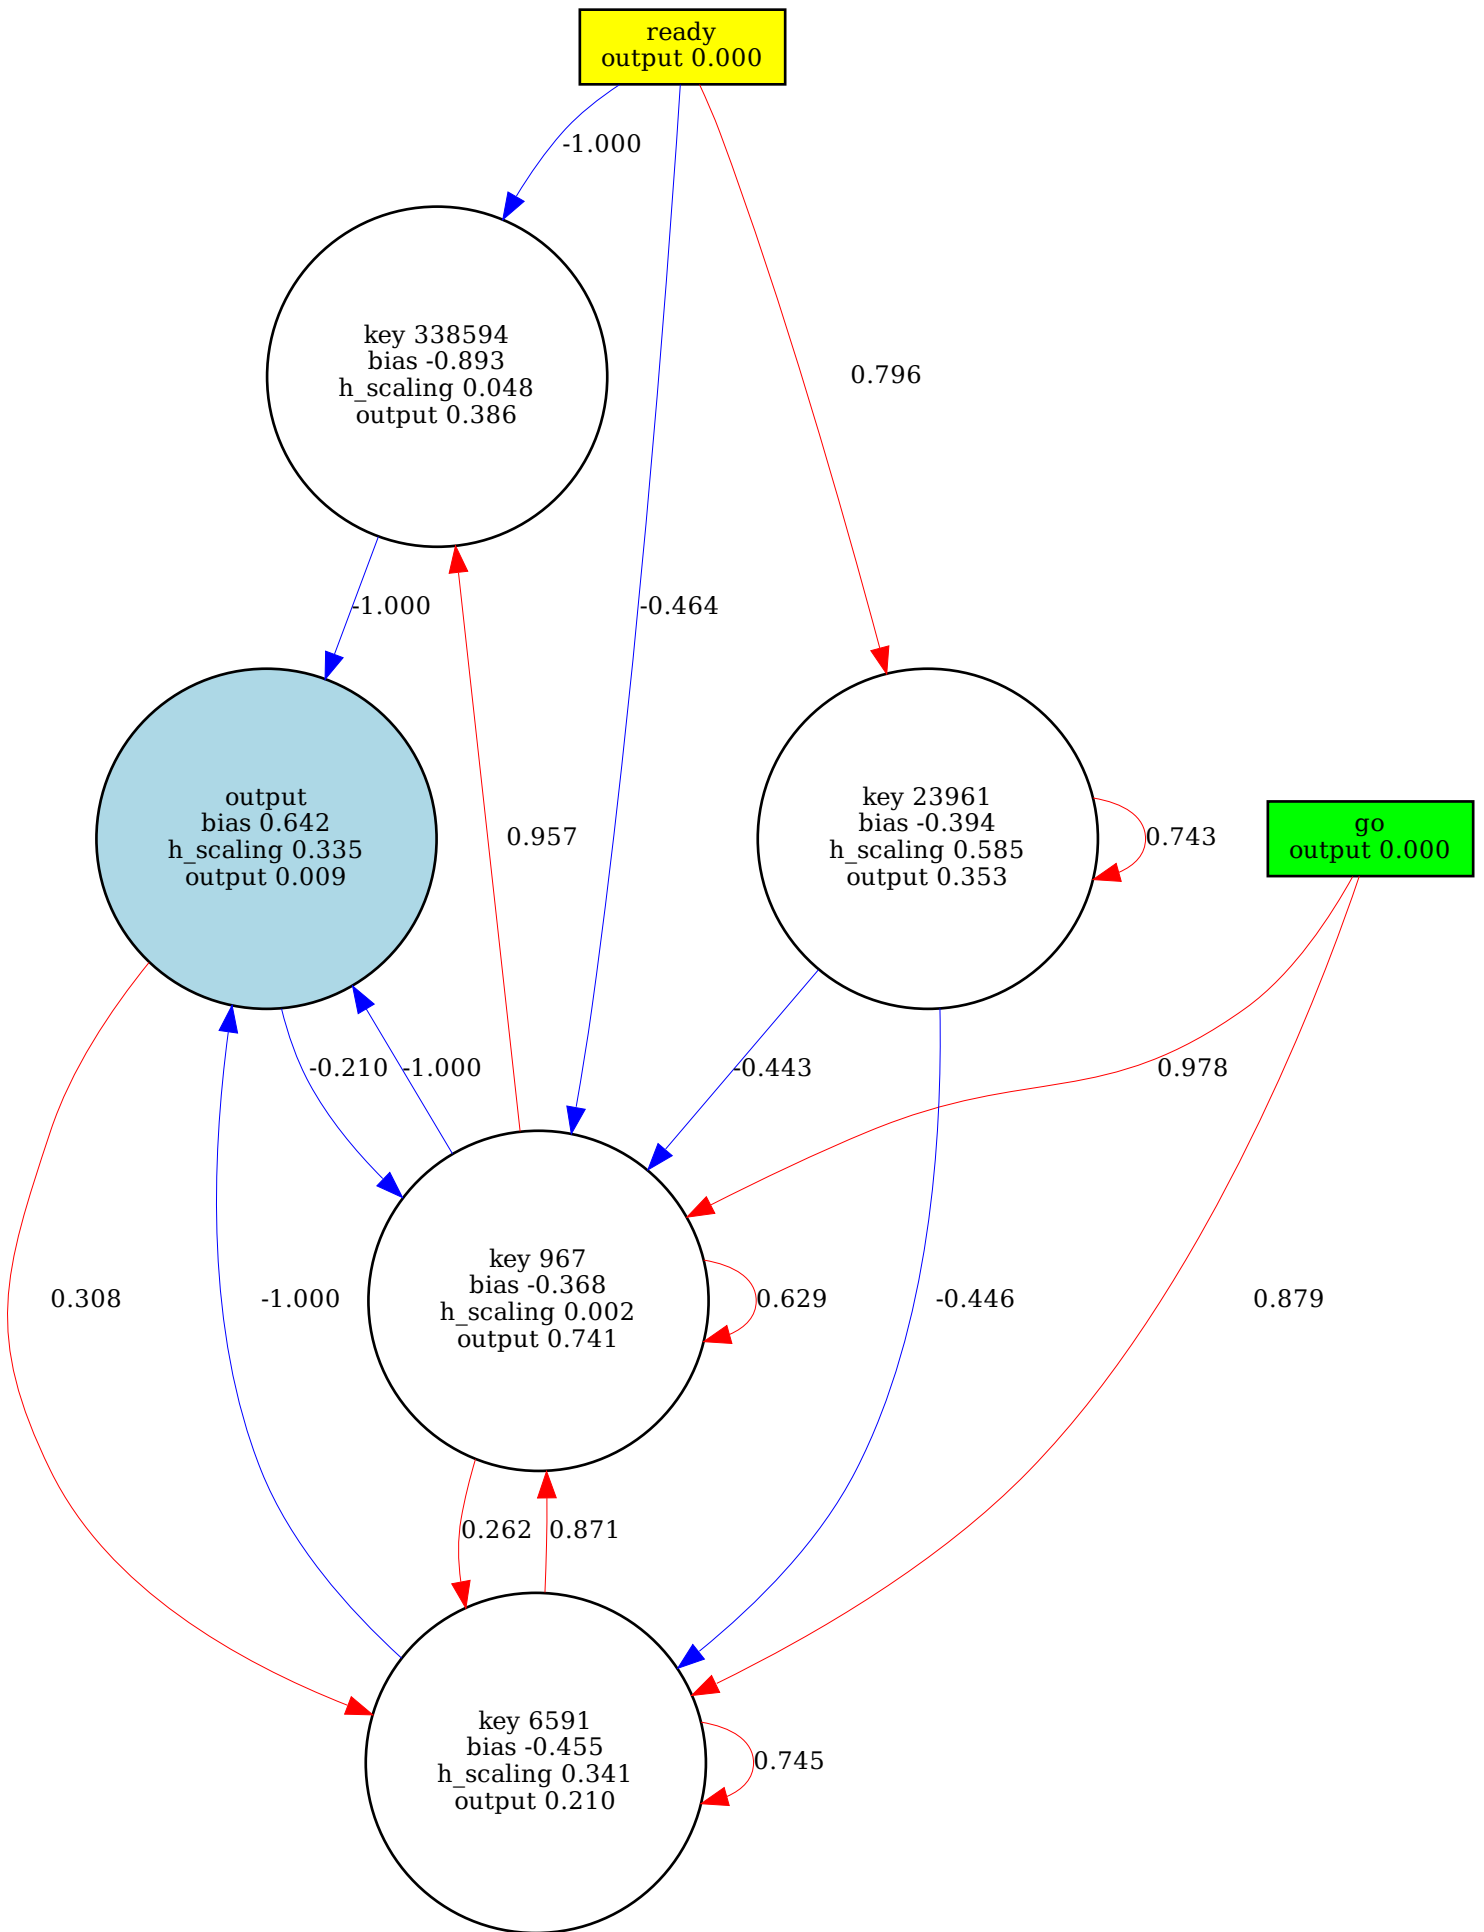 ready
output 0.000
-1.000
key 338594
bias -0.893
h_scaling 0.048
output 0.386
0.796
-1.000
-0.464
output
bias 0.642
h_scaling 0.335
output 0.009
0.957
key 23961
bias -0.394
h_scaling 0.585
output 0.353
0.743
go
output 0.000
-0.210
-1.000
-0.443
0.978
0.308
-1.000
key 967
bias -0.368
h_scaling 0.002
output 0.741
0.629
-0.446
0.879
0.262
0.871
key 6591
bias -0.455
h_scaling 0.341
output 0.210
0.745